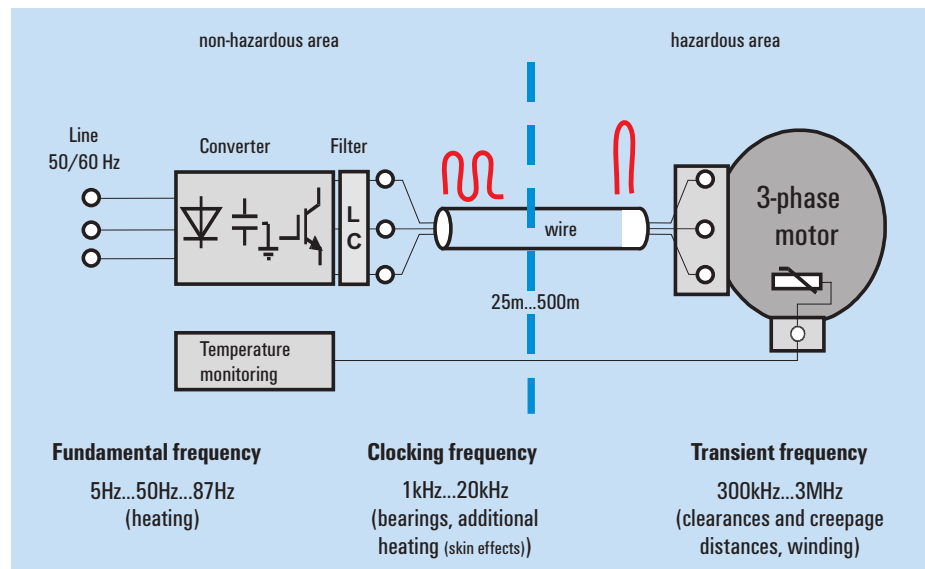 non-hazardous area
hazardous area
Line
50/60 Hz
Converter
Filter
L
C
wire
3-phase
motor
25m...500m
Temperature
monitoring
Fundamental frequency
5Hz...50Hz...87Hz
(heating)
Clocking frequency
1kHz...20kHz
(bearings, additional
heating (skin effects))
Transient frequency
300kHz...3MHz
(clearances and creepage
distances, winding)